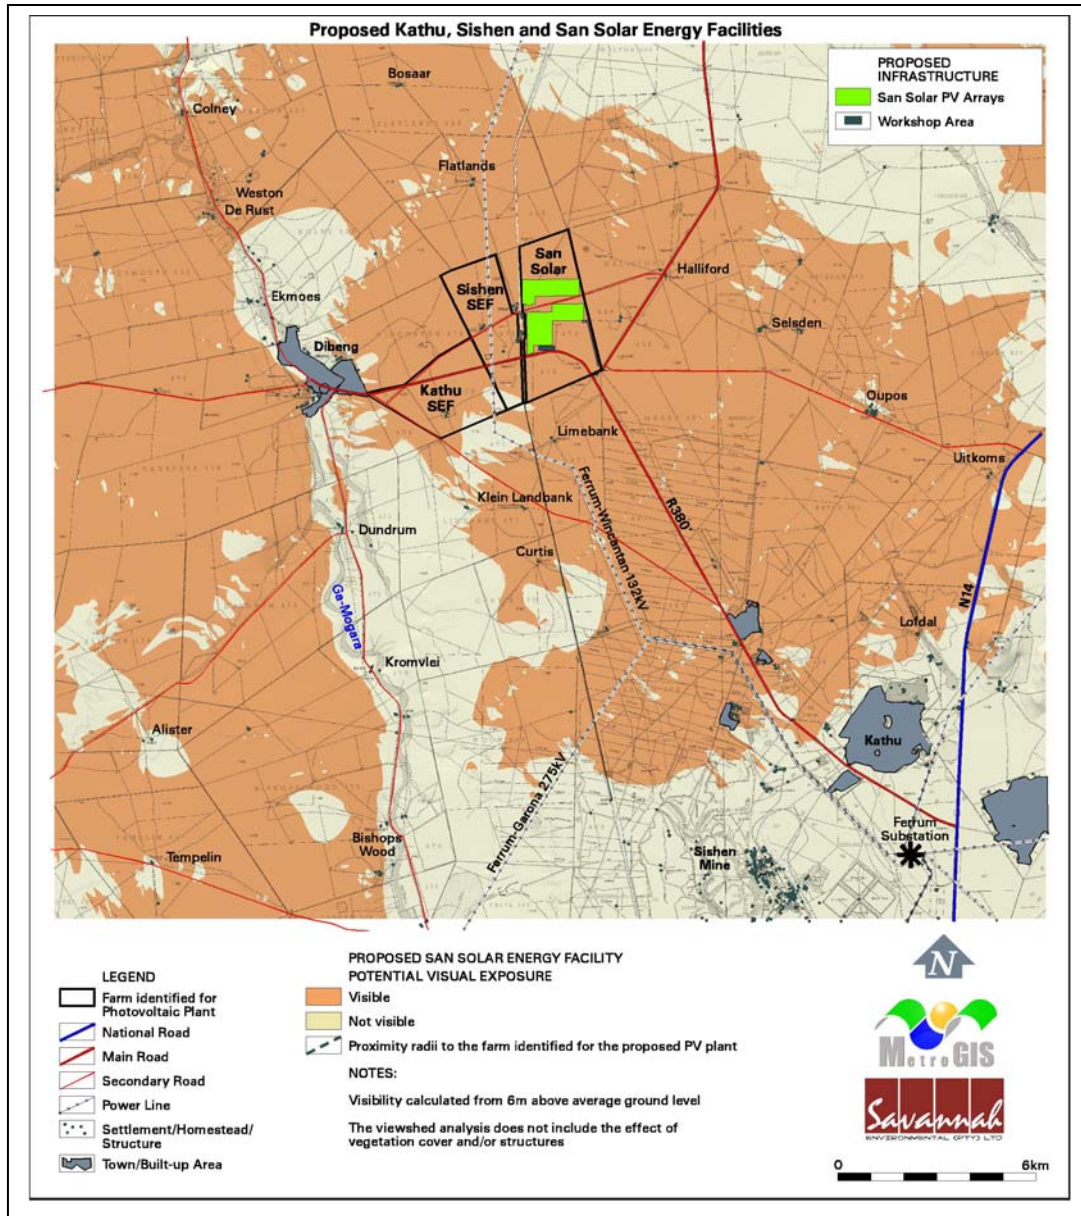 Proposed Kathu, Sishen and San Solar Energy Facilities
PROPOSED
INFRASTRUCTURE
San Solar PV Arrays
Workshop Area
Bosaar
Colney
Flatlands
Weston
De Rust
San
Solar
Halliford
Sishen
SEF
Ekmoes
Selsden
Dibeng
Kathu
SEF
Oupos
Limebank
Uitkoms
Ferrum-Wincantan 132kV
R380
Klein Landbank
Dundrum
Curtis
N14
Ga-Mogara
Lofdal
Kromvlei
Alister
Kathu
Ferrum-Garona 275kV
Ferrum
Substation
Bishops
Wood
Sishen
Mine
Tempelin
LEGEND
Farm identified for
Photovoltaic Plant
National Road
Main Road
Secondary Road
Power Line
Settlement/Homestead/
Structure
Town/Built-up Area
PROPOSED SAN SOLAR ENERGY FACILITY
POTENTIAL VISUAL EXPOSURE
Visible
Not visible
Proximity radii to the farm identified for the proposed PV plant
NOTES:
Visibility calculated from 6m above average ground level
The viewshed analysis does not include the effect of
vegetation cover and/or structures
N
MetroGIS
Savannah
ENVIRONMENTAL (PTY) LTD
0 6km